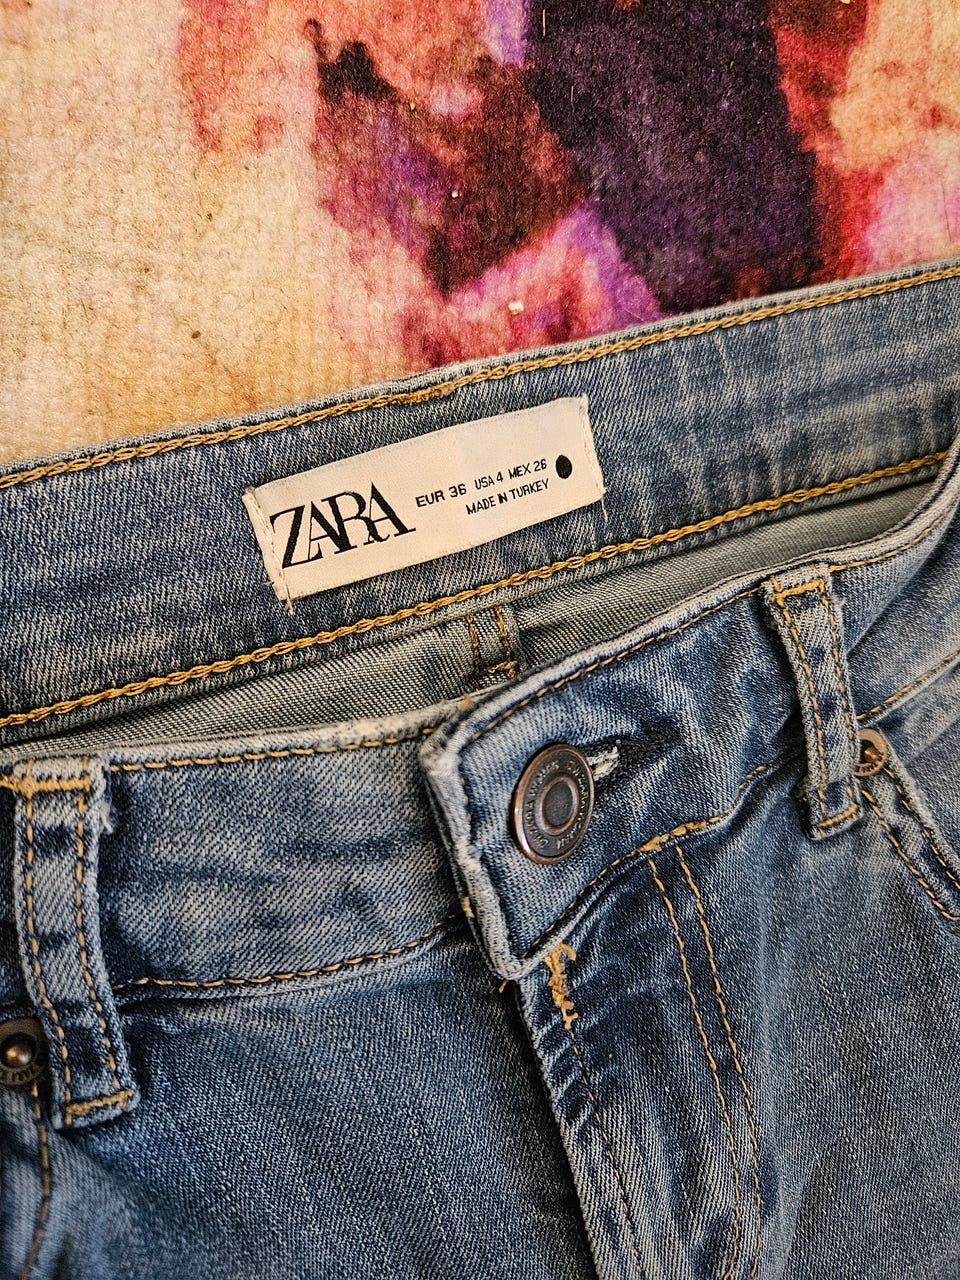 ZARA
EUR 36 USA 4 MEX 26
MADE IN TURKEY